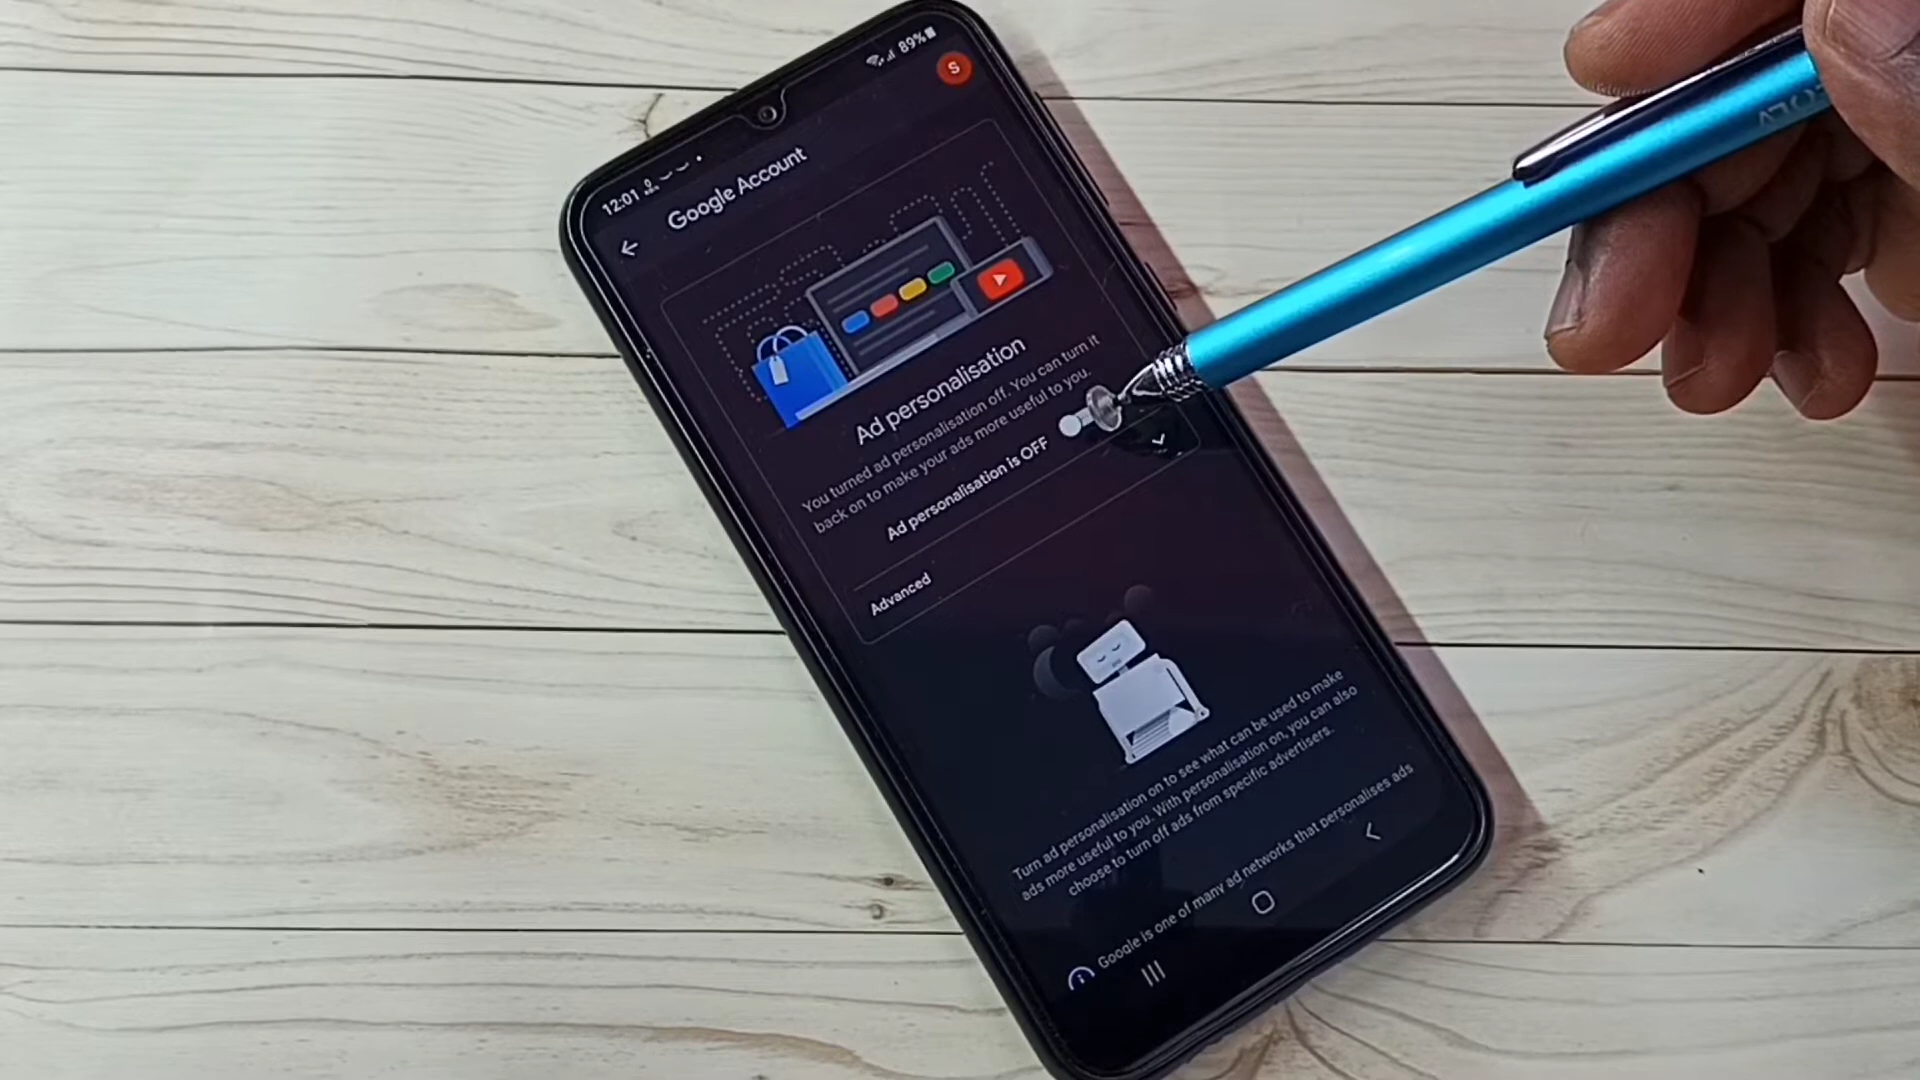 12:01
89%
S
Google Account
Ad personalisation
You turned ad personalisation off. You can turn it
back on to make your ads more useful to you.
Ad personalisation is OFF
Advanced
Turn ad personalisation on to see what can be used to make
ads more useful to you. With personalisation on, you can also
choose to turn off ads from specific advertisers.
Google is one of many ad networks that personalises ads